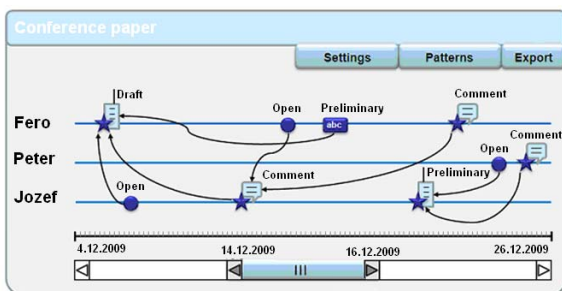 Conference paper
Settings
Patterns
Export
Draft
Comment
Open
Preliminary
Fero
abc
Comment
Peter
Open
Comment
Preliminary
Open
Jozef
4.12.2009
14.12.2009
16.12.2009
26.12.2009